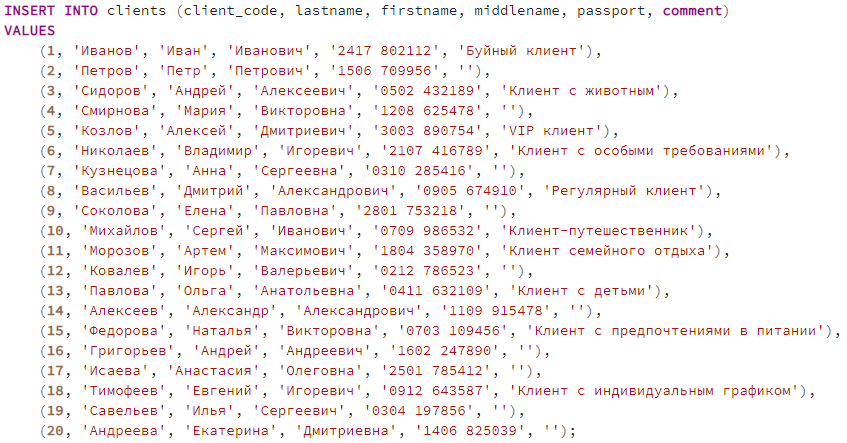 INSERT INTO clients (client_code, lastname, firstname, middlename, passport, comment)
VALUES
(1, 'Иванов', 'Иван', 'Иванович', '2417 802112', 'Буйный клиент'),
(2, 'Петров', 'Петр', 'Петрович', '1506 709956', ''),
(3, 'Сидоров', 'Андрей', 'Алексеевич', '0502 432189', 'Клиент с животным'),
(4, 'Смирнова', 'Мария', 'Викторовна', '1208 625478', ''),
(5, 'Козлов', 'Алексей', 'Дмитриевич', '3003 890754', 'VIP клиент'),
(6, 'Николаев', 'Владимир', 'Игоревич', '2107 416789', 'Клиент с особыми требованиями'),
(7, 'Кузнецова', 'Анна', 'Сергеевна', '0310 285416', ''),
(8, 'Васильев', 'Дмитрий', 'Александрович', '0905 674910', 'Регулярный клиент'),
(9, 'Соколова', 'Елена', 'Павловна', '2801 753218', ''),
(10, 'Михайлов', 'Сергей', 'Иванович', '0709 986532', 'Клиент-путешественник'),
(11, 'Морозов', 'Артем', 'Максимович', '1804 358970', 'Клиент семейного отдыха'),
(12, 'Ковалев', 'Игорь', 'Валерьевич', '0212 786523', ''),
(13, 'Павлова', 'Ольга', 'Анатольевна', '0411 632109', 'Клиент с детьми'),
(14, 'Алексеев', 'Александр', 'Александрович', '1109 915478', ''),
(15, 'Федорова', 'Наталья', 'Викторовна', '0703 109456', 'Клиент с предпочтениями в питании'),
(16, 'Григорьев', 'Андрей', 'Андреевич', '1602 247890', ''),
(17, 'Исаева', 'Анастасия', 'Олеговна', '2501 785412', ''),
(18, 'Тимофеев', 'Евгений', 'Игоревич', '0912 643587', 'Клиент с индивидуальным графиком'),
(19, 'Савельев', 'Илья', 'Сергеевич', '0304 197856', ''),
(20, 'Андреева', 'Екатерина', 'Дмитриевна', '1406 825039', '');